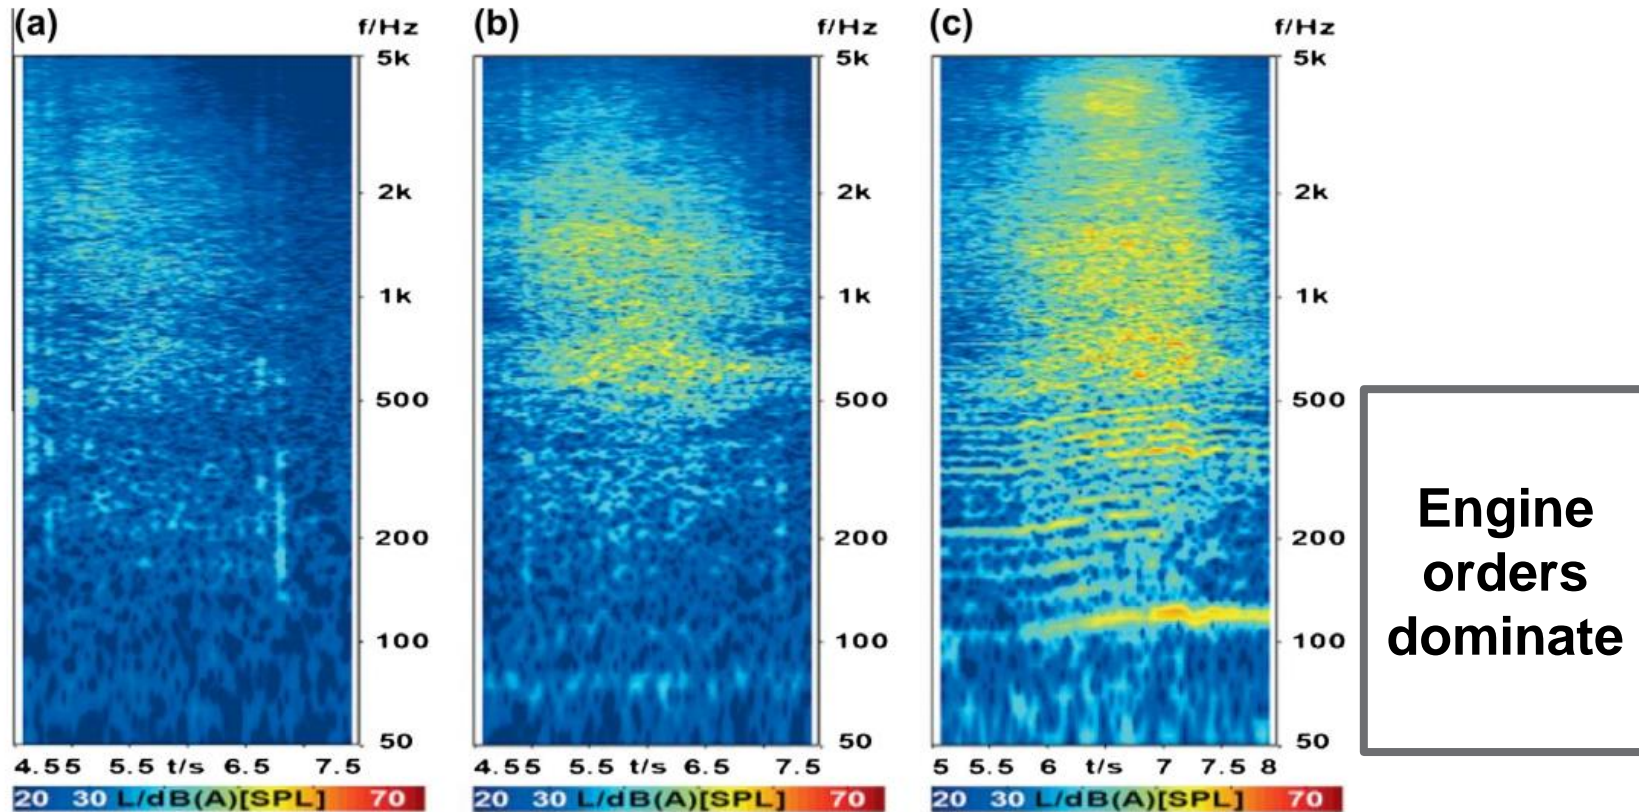 (a)
f/Hz
5k
2k
1k
500
200
100
50
4.55 5.5 t/s 6.5 7.5
20 30 L/dB(A)[SPL] 70
(b)
f/Hz
5k
2k
1k
500
200
100
50
4.55 5.5 t/s 6.5 7.5
20 30 L/dB(A)[SPL] 70
(c)
f/Hz
5k
2k
1k
500
200
100
50
5 5.5 6 t/s 7 7.5 8
20 30 L/dB(A)[SPL] 70
Engine
orders
dominate